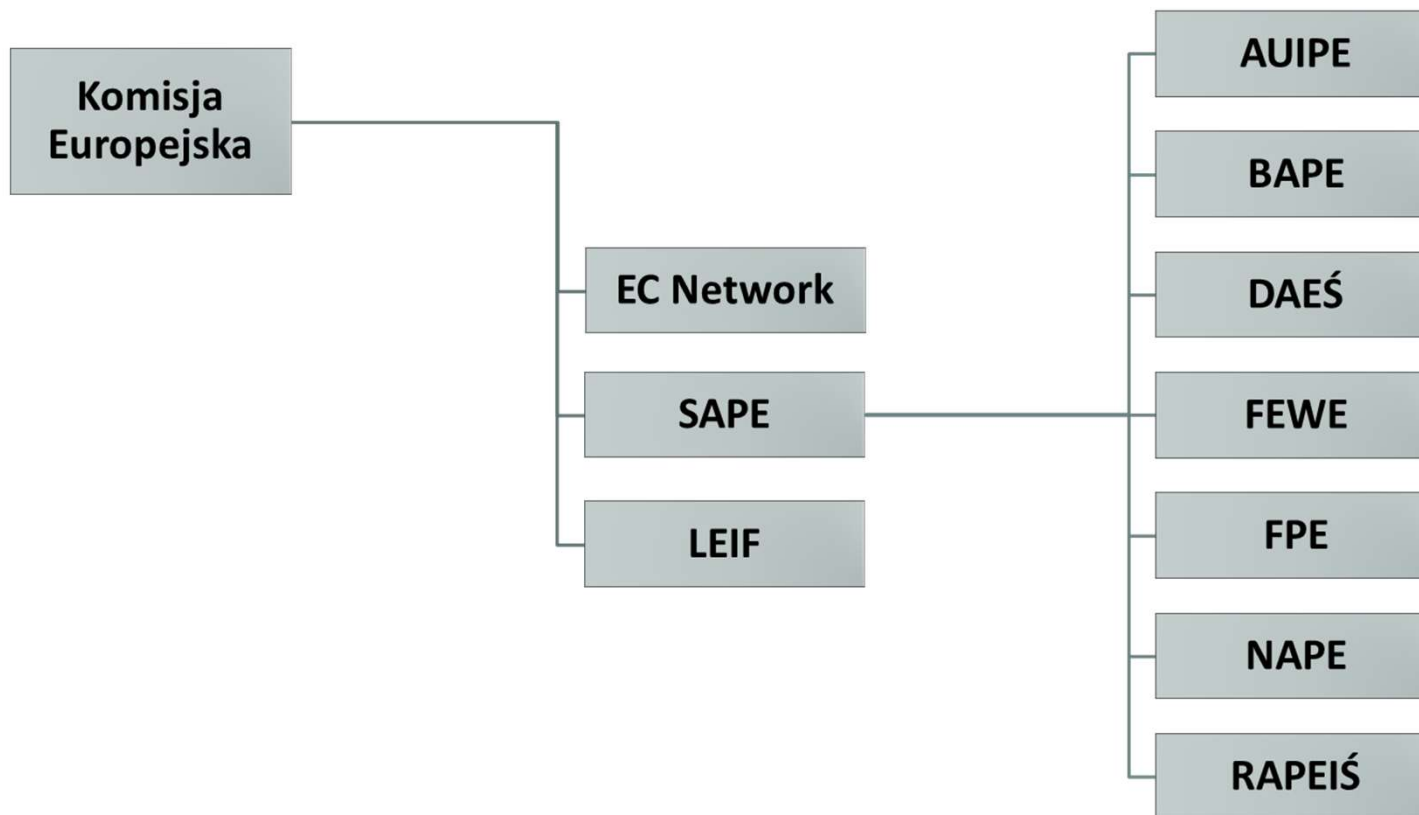 Komisja
Europejska
EC Network
SAPE
LEIF
AUIPE
BAPE
DAEŚ
FEWE
FPE
NAPE
RAPEIŚ